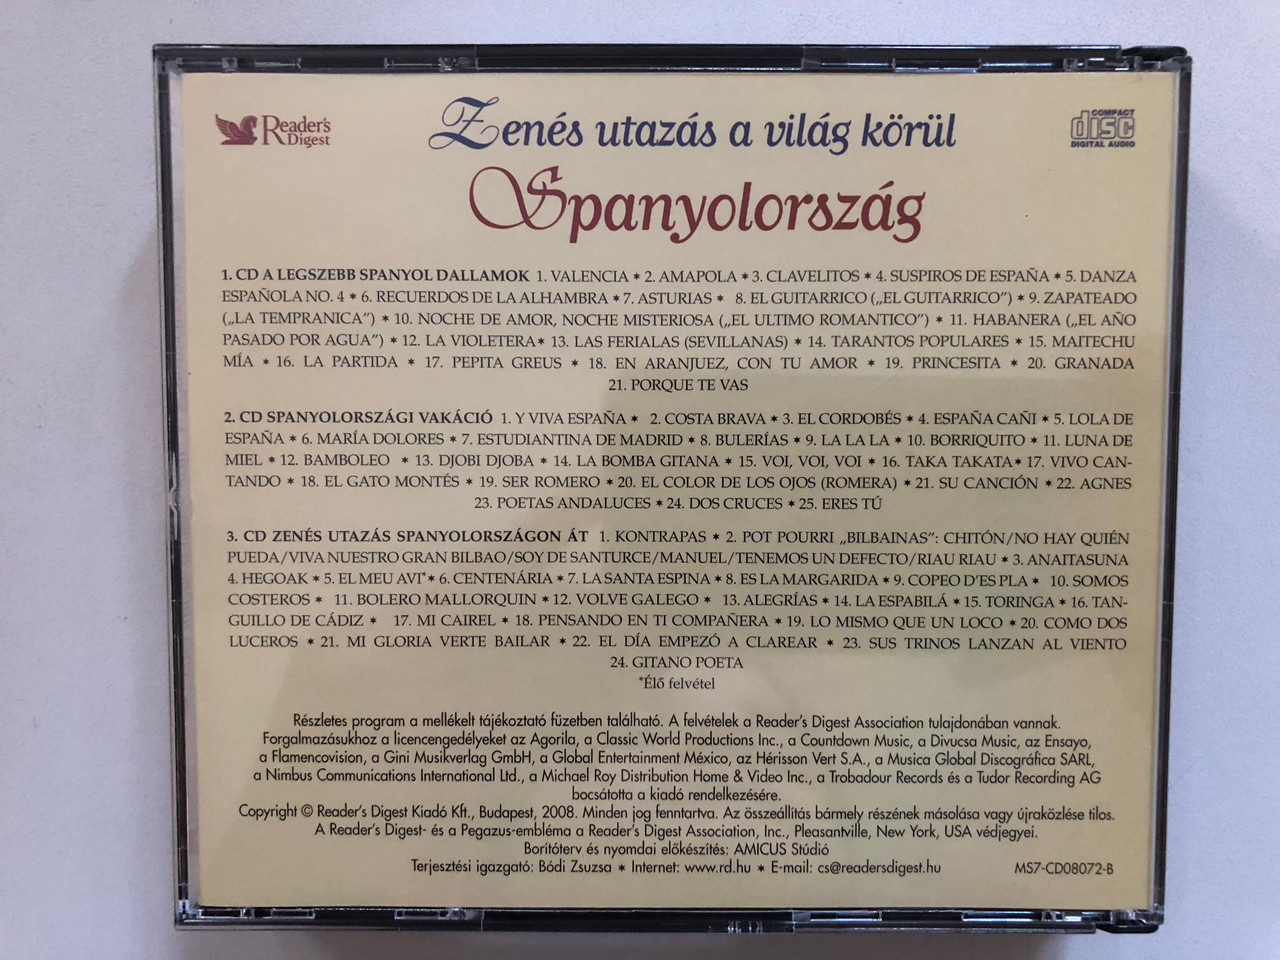 Reader's Digest
Zenés utazás a világ körül
COMPACT disc DIGITAL AUDIO
Spanyolország
1. CD A LEGSZEBB SPANYOL DALLAMOK 1. VALENCIA ✶ 2. AMAPOLA ✶ 3. CLAVELITOS ✶ 4. SUSPIROS DE ESPAÑA ✶ 5. DANZA
ESPAÑOLA NO. 4 ✶ 6. RECUERDOS DE LA ALHAMBRA ✶ 7. ASTURIAS ✶ 8. EL GUITARRICO („EL GUITARRICO”) ✶ 9. ZAPATEADO
(„LA TEMPRANICA”) ✶ 10. NOCHE DE AMOR, NOCHE MISTERIOSA („EL ULTIMO ROMANTICO”) ✶ 11. HABANERA („EL AÑO
PASADO POR AGUA”) ✶ 12. LA VIOLETERA ✶ 13. LAS FERIALAS (SEVILLANAS) ✶ 14. TARANTOS POPULARES ✶ 15. MAITECHU
MÍA ✶ 16. LA PARTIDA ✶ 17. PEPITA GREUS ✶ 18. EN ARANJUEZ, CON TU AMOR ✶ 19. PRINCESITA ✶ 20. GRANADA
21. PORQUE TE VAS
2. CD SPANYOLORSZÁGI VAKÁCIÓ 1. Y VIVA ESPAÑA ✶ 2. COSTA BRAVA ✶ 3. EL CORDOBÉS ✶ 4. ESPAÑA CAÑI ✶ 5. LOLA DE
ESPAÑA ✶ 6. MARÍA DOLORES ✶ 7. ESTUDIANTINA DE MADRID ✶ 8. BULERÍAS ✶ 9. LA LA LA ✶ 10. BORRIQUITO ✶ 11. LUNA DE
MIEL ✶ 12. BAMBOLEO ✶ 13. DJOBI DJOBA ✶ 14. LA BOMBA GITANA ✶ 15. VOI, VOI, VOI ✶ 16. TAKA TAKATA ✶ 17. VIVO CAN-
TANDO ✶ 18. EL GATO MONTÉS ✶ 19. SER ROMERO ✶ 20. EL COLOR DE LOS OJOS (ROMERA) ✶ 21. SU CANCIÓN ✶ 22. AGNES
23. POETAS ANDALUCES ✶ 24. DOS CRUCES ✶ 25. ERES TÚ
3. CD ZENÉS UTAZÁS SPANYOLORSZÁGON ÁT 1. KONTRAPAS ✶ 2. POT POURRI „BILBAINAS”: CHITÓN/NO HAY QUIÉN
PUEDA/VIVA NUESTRO GRAN BILBAO/SOY DE SANTURCE/MANUEL/TENEMOS UN DEFECTO/RIAU RIAU ✶ 3. ANAITASUNA
4. HEGOAK ✶ 5. EL MEU AVI* ✶ 6. CENTENÁRIA ✶ 7. LA SANTA ESPINA ✶ 8. ES LA MARGARIDA ✶ 9. COPEO D'ES PLA ✶ 10. SOMOS
COSTEROS ✶ 11. BOLERO MALLORQUIN ✶ 12. VOLVE GALEGO ✶ 13. ALEGRÍAS ✶ 14. LA ESPABILÁ ✶ 15. TORINGA ✶ 16. TAN-
GUILLO DE CÁDIZ ✶ 17. MI CAIREL ✶ 18. PENSANDO EN TI COMPAÑERA ✶ 19. LO MISMO QUE UN LOCO ✶ 20. COMO DOS
LUCEROS ✶ 21. MI GLORIA VERTE BAILAR ✶ 22. EL DÍA EMPEZÓ A CLAREAR ✶ 23. SUS TRINOS LANZAN AL VIENTO
24. GITANO POETA
*Élő felvétel
Részletes program a mellékelt tájékoztató füzetben található. A felvételek a Reader's Digest Association tulajdonában vannak.
Forgalmazásukhoz a licencengedélyeket az Agorila, a Classic World Productions Inc., a Countdown Music, a Divucsa Music, az Ensayo,
a Flamencovision, a Gini Musikverlag GmbH, a Global Entertainment México, az Hérisson Vert S.A., a Musica Global Discográfica SARL,
a Nimbus Communications International Ltd., a Michael Roy Distribution Home & Video Inc., a Trobadour Records és a Tudor Recording AG
bocsátotta a kiadó rendelkezésére.
Copyright © Reader's Digest Kiadó Kft., Budapest, 2008. Minden jog fenntartva. Az összeállítás bármely részének másolása vagy újraközlése tilos.
A Reader's Digest- és a Pegazus-embléma a Reader's Digest Association, Inc., Pleasantville, New York, USA védjegyei.
Borítóterv és nyomdai előkészítés: AMICUS Stúdió
Terjesztési igazgató: Bódi Zsuzsa ✶ Internet: www.rd.hu ✶ E-mail: cs@readersdigest.hu
MS7-CD08072-B